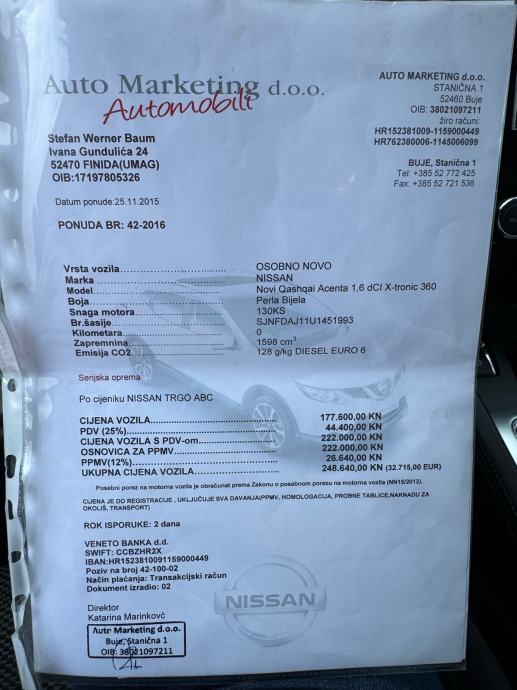 Auto Marketing d.o.o.
Automobili
AUTO MARKETING d.o.o.
STANIČNA 1
52460 Buje
OIB: 38021097211
žiro računi:
HR152381009-1159000449
HR762380006-1145006099
BUJE, Stanična 1
Tel: +385 52 772 425
Fax: +385 52 721 536
Stefan Werner Baum
Ivana Gundulića 24
52470 FINIDA(UMAG)
OIB:17197805326
Datum ponude:25.11.2015
PONUDA BR: 42-2016
Vrsta vozila OSOBNO NOVO
Marka NISSAN
Model Novi Qashqai Acenta 1,6 dCI X-tronic 360
Boja Perla Bijela
Snaga motora 130KS
Br.šasije SJNFDAJ11U1451993
Kilometara 0
Zapremnina 1598 cm³
Emisija CO2 128 g/kg DIESEL EURO 6
Serijska oprema
Po cijeniku NISSAN TRGO ABC
CIJENA VOZILA 177.600,00 KN
PDV (25%) 44.400,00 KN
CIJENA VOZILA S PDV-om 222.000,00 KN
OSNOVICA ZA PPMV 222.000,00 KN
PPMV(12%) 26.640,00 KN
UKUPNA CIJENA VOZILA 248.640,00 KN (32.715,00 EUR)
Posebni porez na motorna vozila je obračunat prema Zakonu o posebnom porezu na motorna vozila (NN15/2013).
CIJENA JE DO REGISTRACIJE , UKLJUČUJE SVA DAVANJA(PPMV, HOMOLOGACIJA, PROBNE TABLICE,NAKNADU ZA
OKOLIŠ, TRANSPORT)
ROK ISPORUKE: 2 dana
VENETO BANKA d.d.
SWIFT: CCBZHR2X
IBAN:HR1523810091159000449
Poziv na broj 42-100-02
Način plaćanja: Transakcijski račun
Dokument izradio: 02
Direktor
Katarina Marinkovč
Auto Marketing d.o.o.
Buje, Stanična 1
OIB: 38021097211
NISSAN